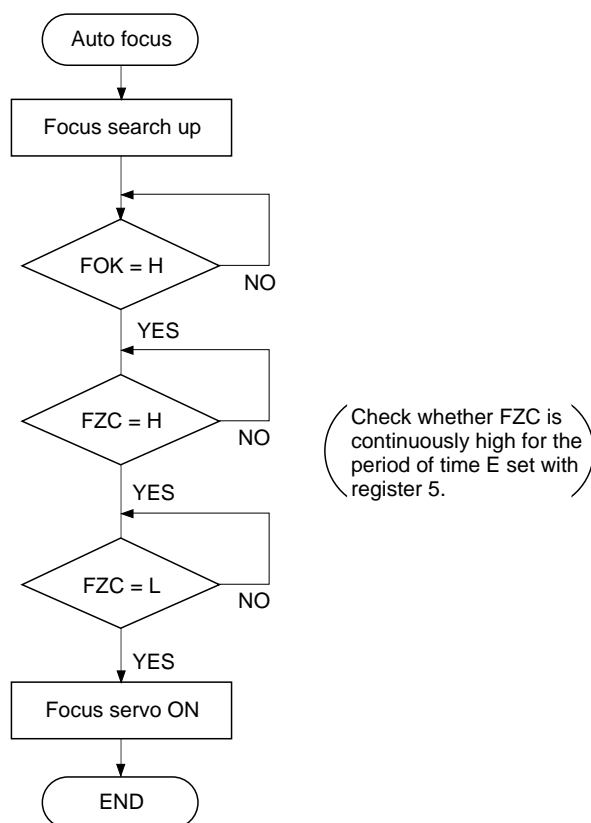 Auto focus
Focus search up
FOK = H
NO
YES
FZC = H
NO
Check whether FZC is
continuously high for the
period of time E set with
register 5.
YES
FZC = L
NO
YES
Focus servo ON
END